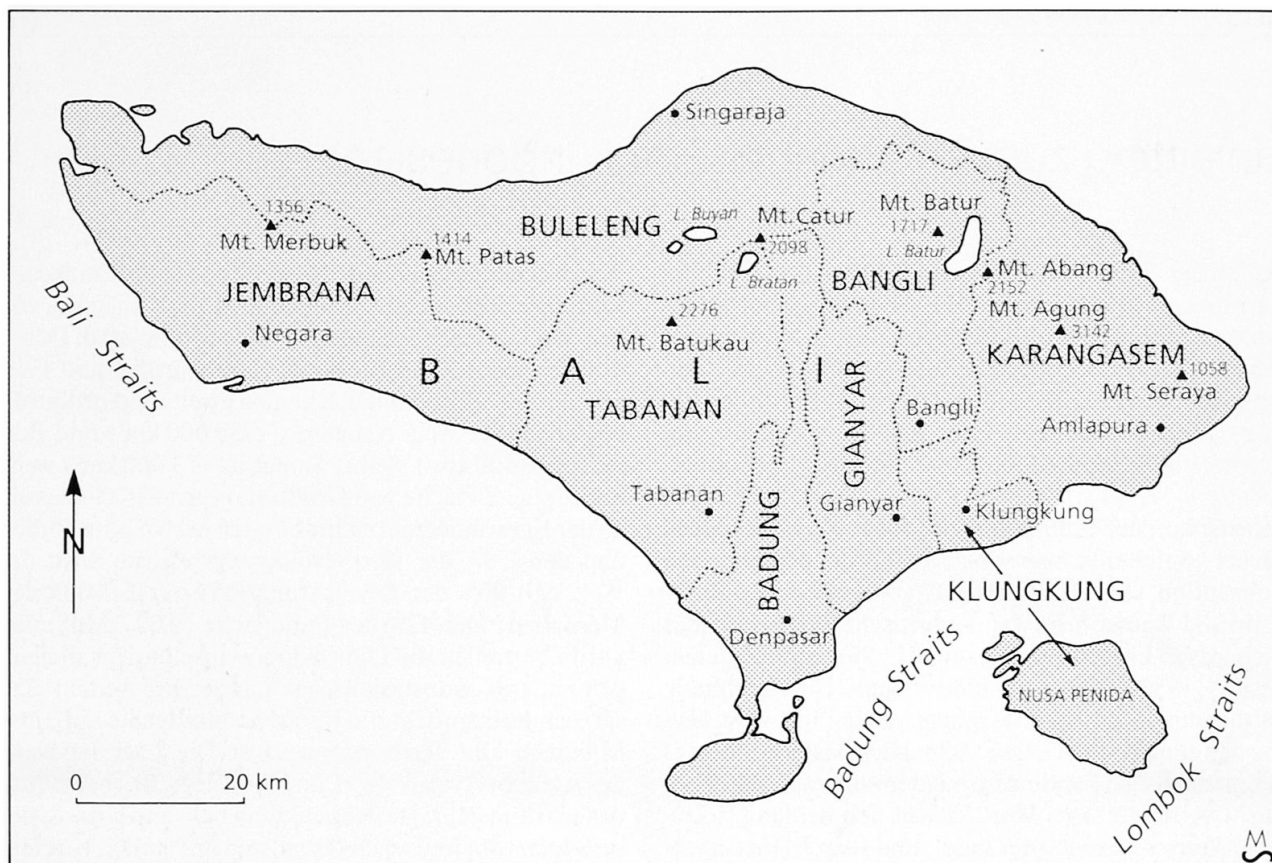 Singaraja
1356
Mt. Merbuk
BULELENG
L. Buyan
Mt. Catur
2098
L. Bratan
Mt. Batur
1717
L. Batur
1414
Mt. Patas
JEMBRANA
BANGLI
Mt. Abang
2152
Bali Straits
Negara
2276
Mt. Batukau
Mt. Agung
3142
KARANGASEM
1058
Mt. Seraya
BALI
TABANAN
GIANYAR
Bangli
Amlapura
N
Tabanan
BADUNG
Gianyar
Klungkung
KLUNGKUNG
Denpasar
NUSA PENIDA
Badung Straits
Lombok Straits
0 20 km
M